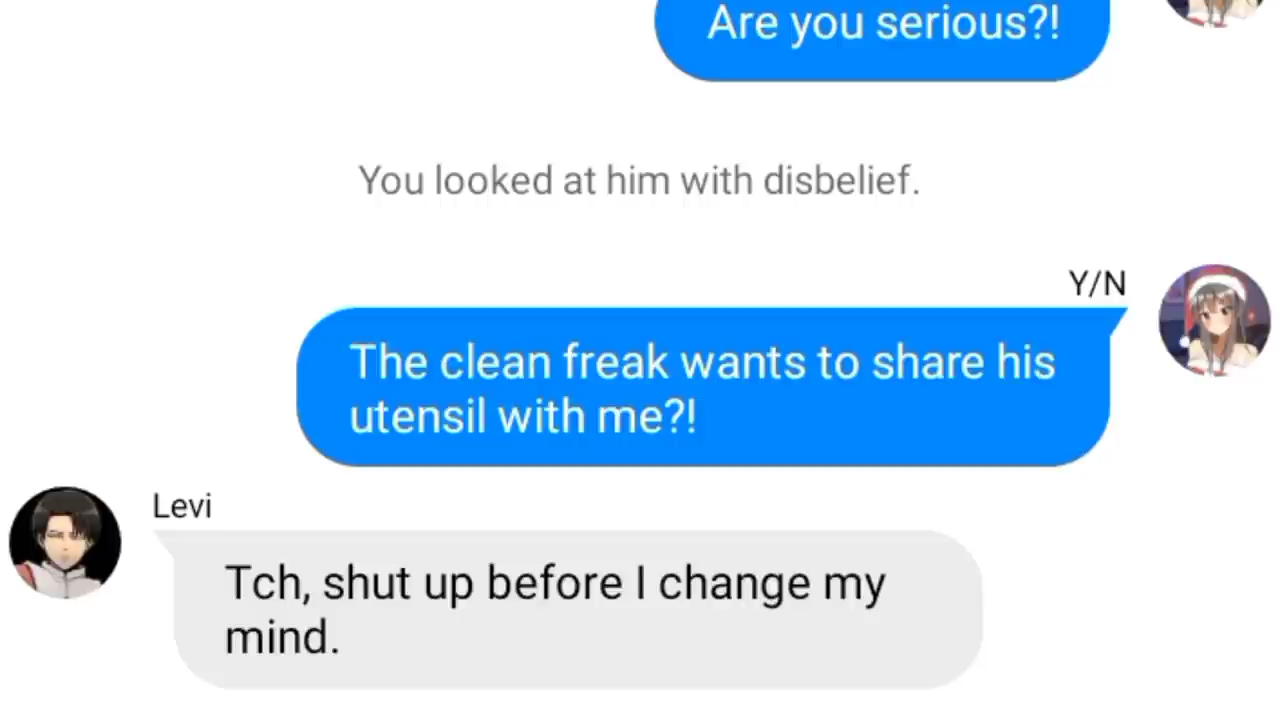 Are you serious?!
You looked at him with disbelief.
Y/N
The clean freak wants to share his
utensil with me?!
Levi
Tch, shut up before I change my
mind.